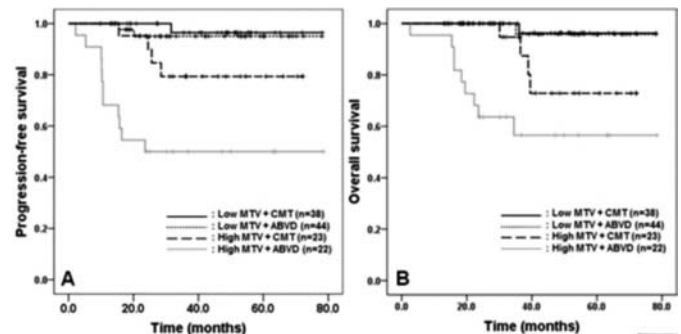 Progression-free survival
1.0
0.8
0.6
0.4
0.2
0.0
A
: Low MTV + CMT (n=38)
: Low MTV + ABVD (n=44)
: High MTV + CMT (n=23)
: High MTV + ABVD (n=22)
0.0 20.0 40.0 60.0 80.0
Time (months)
Overall survival
1.0
0.8
0.6
0.4
0.2
0.0
B
: Low MTV + CMT (n=38)
: Low MTV + ABVD (n=44)
: High MTV + CMT (n=23)
: High MTV + ABVD (n=22)
0.0 20.0 40.0 60.0 80.0
Time (months)